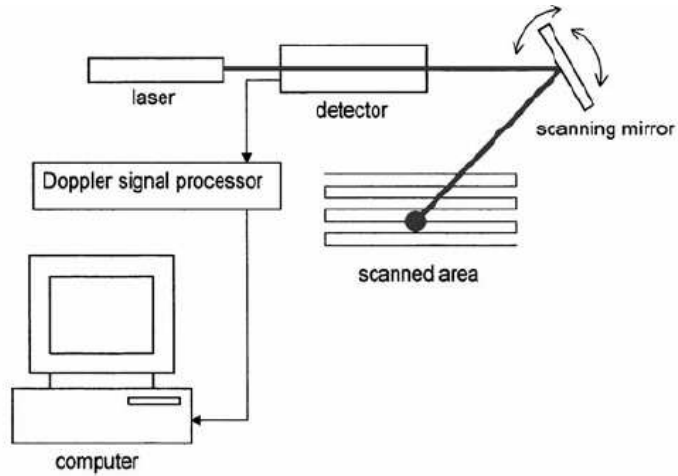 laser
detector
scanning mirror
Doppler signal processor
scanned area
computer